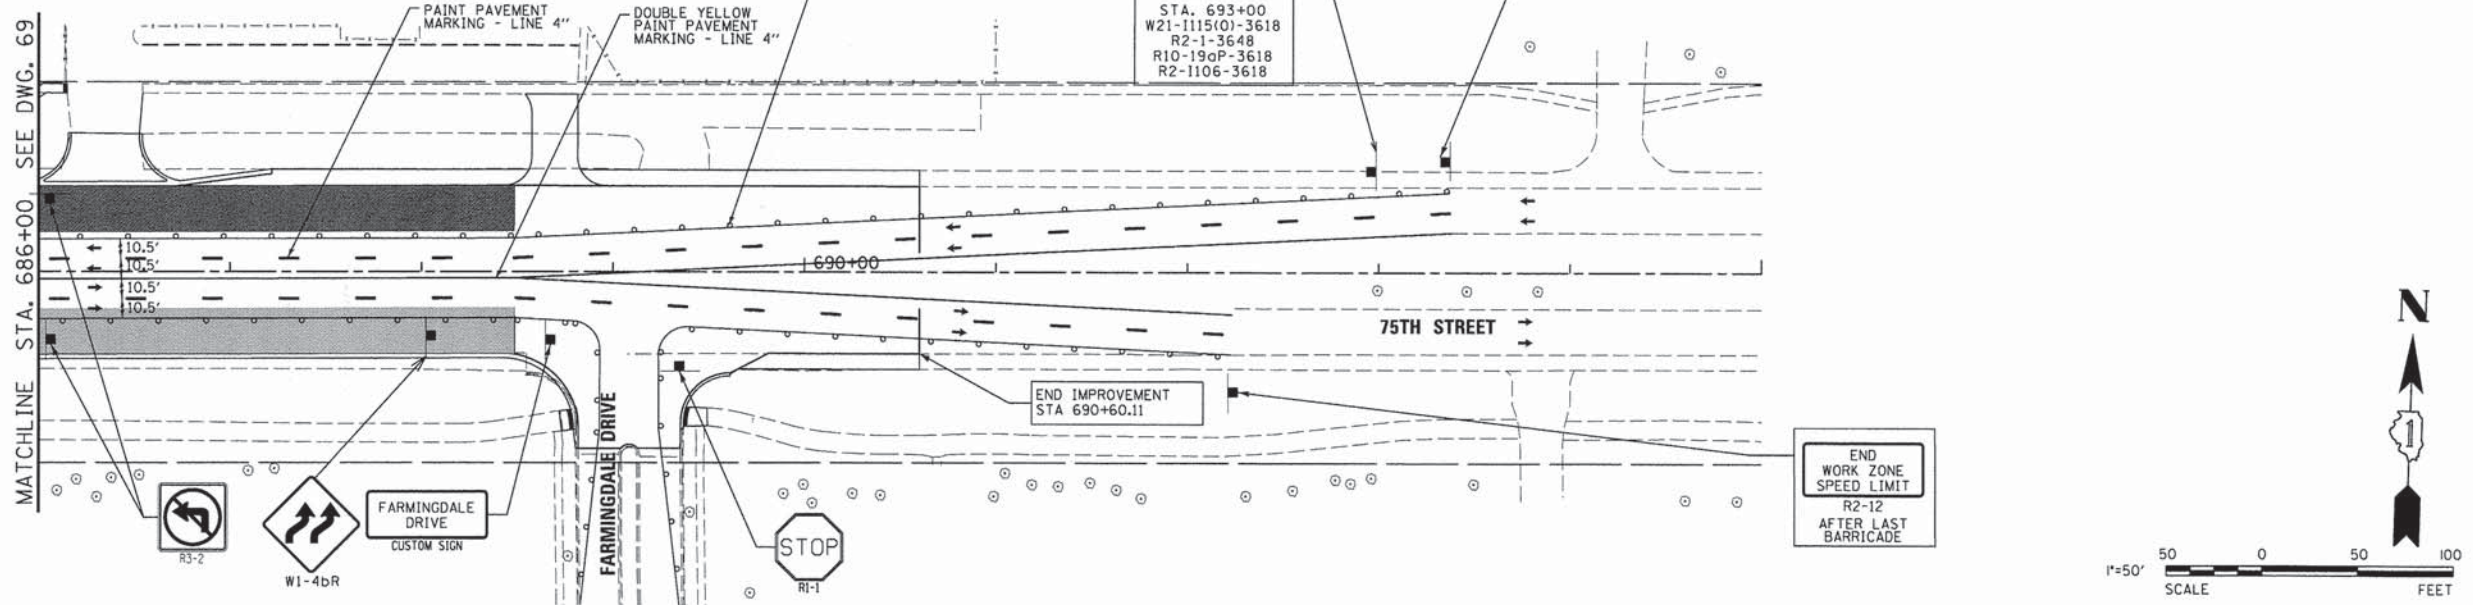 PAINT PAVEMENT
MARKING - LINE 4"
DOUBLE YELLOW
PAINT PAVEMENT
MARKING - LINE 4"
STA. 693+00
W21-I115(O)-3618
R2-1-3648
R10-19aP-3618
R2-I106-3618
MATCHLINE STA. 686+00 SEE DWG. 69
10.5'
10.5'
10.5'
10.5'
690+00
75TH STREET
END IMPROVEMENT
STA 690+60.11
FARMINGDALE DRIVE
R3-2
W1-4bR
FARMINGDALE
DRIVE
CUSTOM SIGN
STOP
R1-1
END
WORK ZONE
SPEED LIMIT
R2-12
AFTER LAST
BARRICADE
N
1
1"=50'
50 0 50 100
SCALE FEET